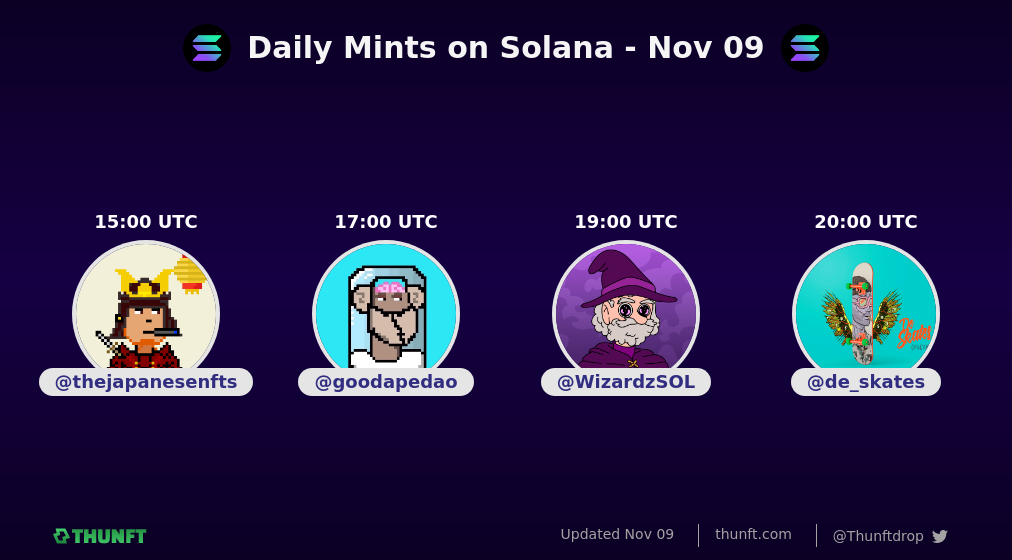 Daily Mints on Solana - Nov 09
15:00 UTC
17:00 UTC
19:00 UTC
20:00 UTC
@thejapanesenfts
@goodapedao
@WizardzSOL
@de_skates
THUNFT
Updated Nov 09
thunft.com
@Thunftdrop